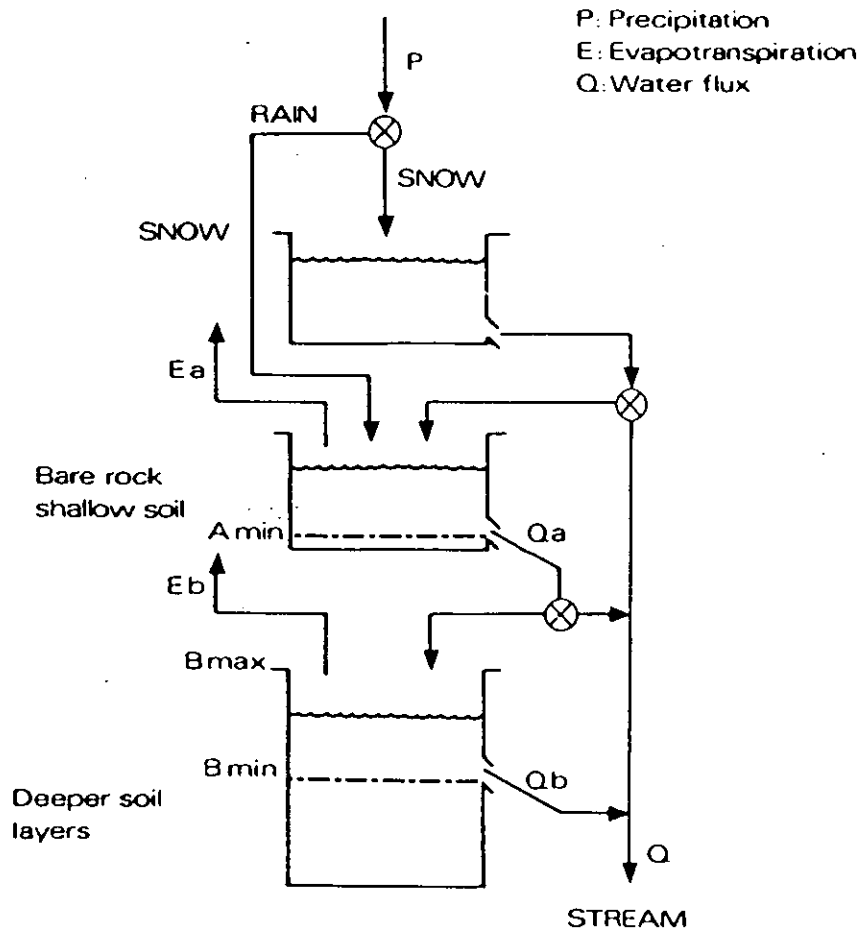 P: Precipitation
E: Evapotranspiration
Q: Water flux
P
RAIN
SNOW
SNOW
Ea
Bare rock
shallow soil
A min
Qa
Eb
B max
B min
Qb
Deeper soil
layers
Q
STREAM